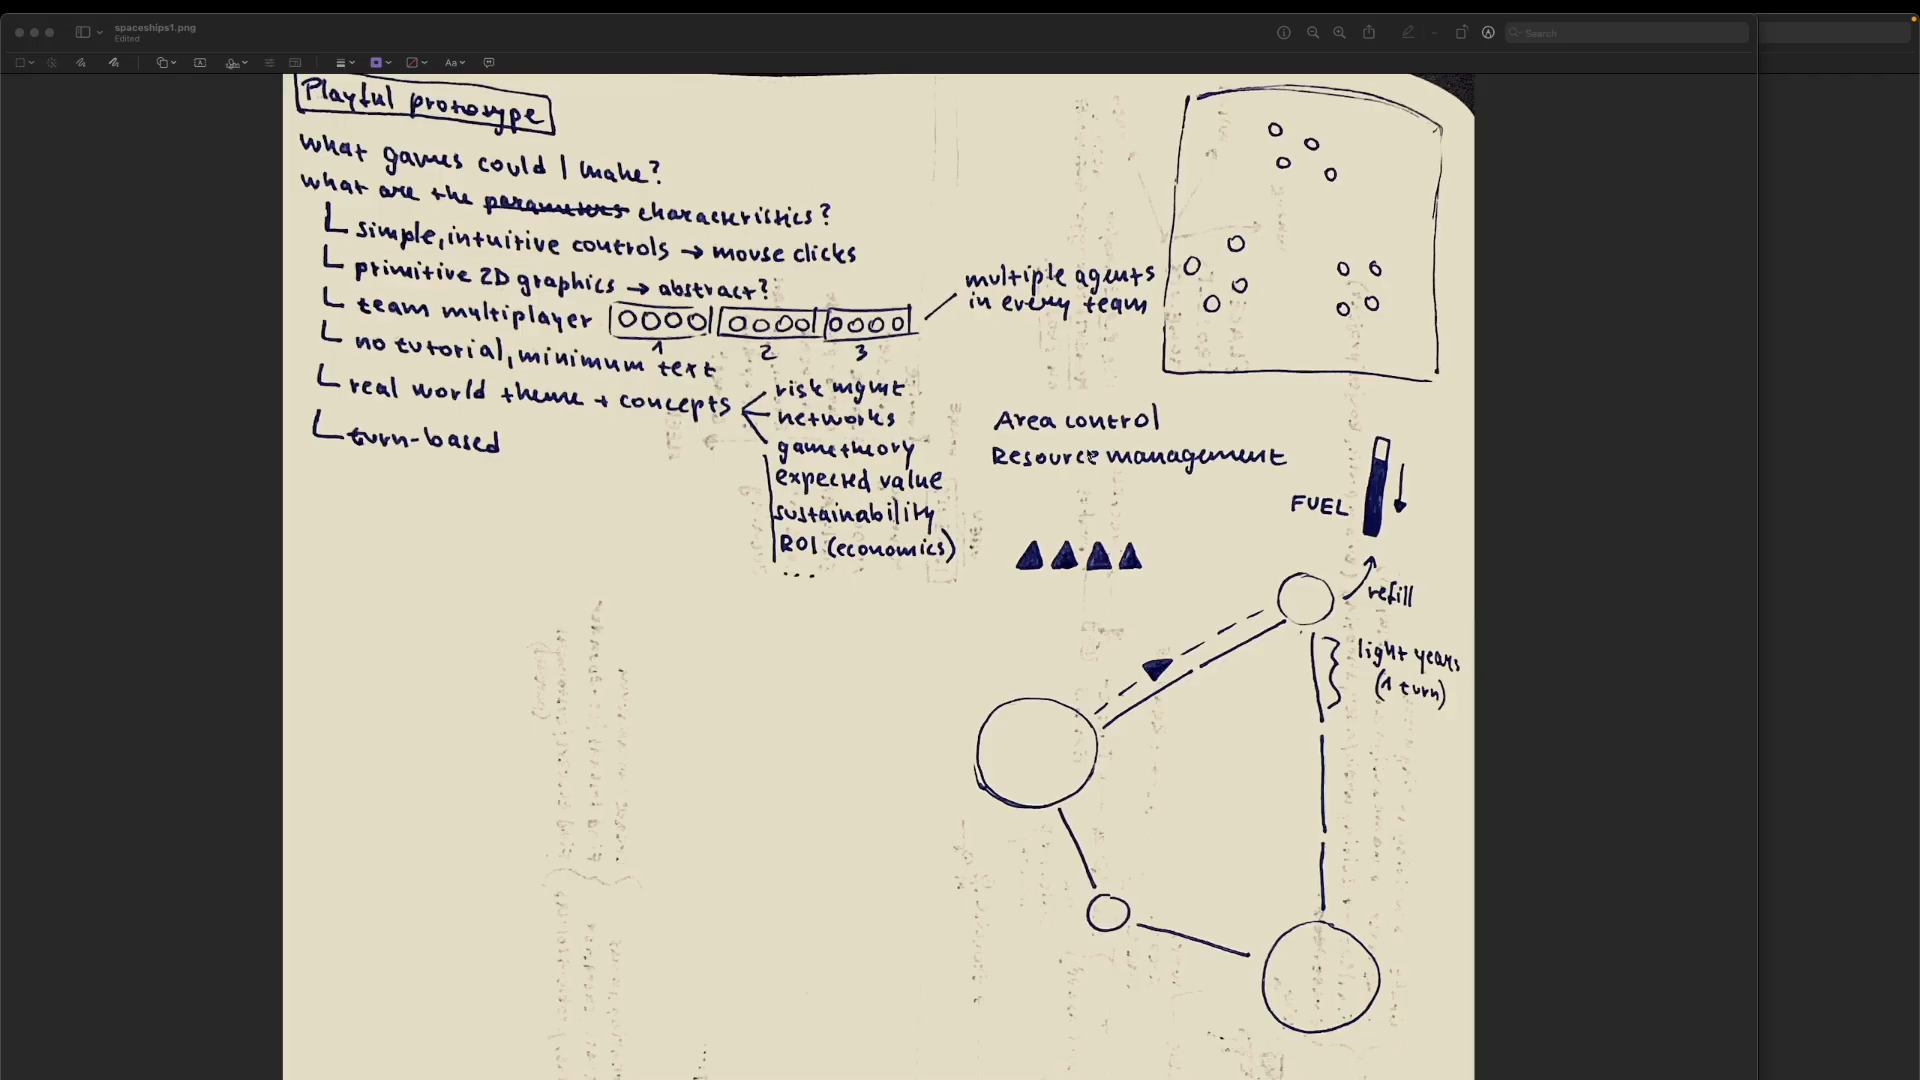 spaceships1.png
Edited
Search
Aa
Playful prototype
what games could I make?
what are the parameters characteristics?
simple, intuitive controls → mouse clicks
primitive 2D graphics → abstract?
team multiplayer
1 2 3
multiple agents
in every team
no tutorial, minimum text
real world theme + concepts
risk mgmt
networks
game theory
expected value
sustainability
ROI (economics)
...
turn-based
Area control
Resource management
FUEL
refill
light years
(1 turn)